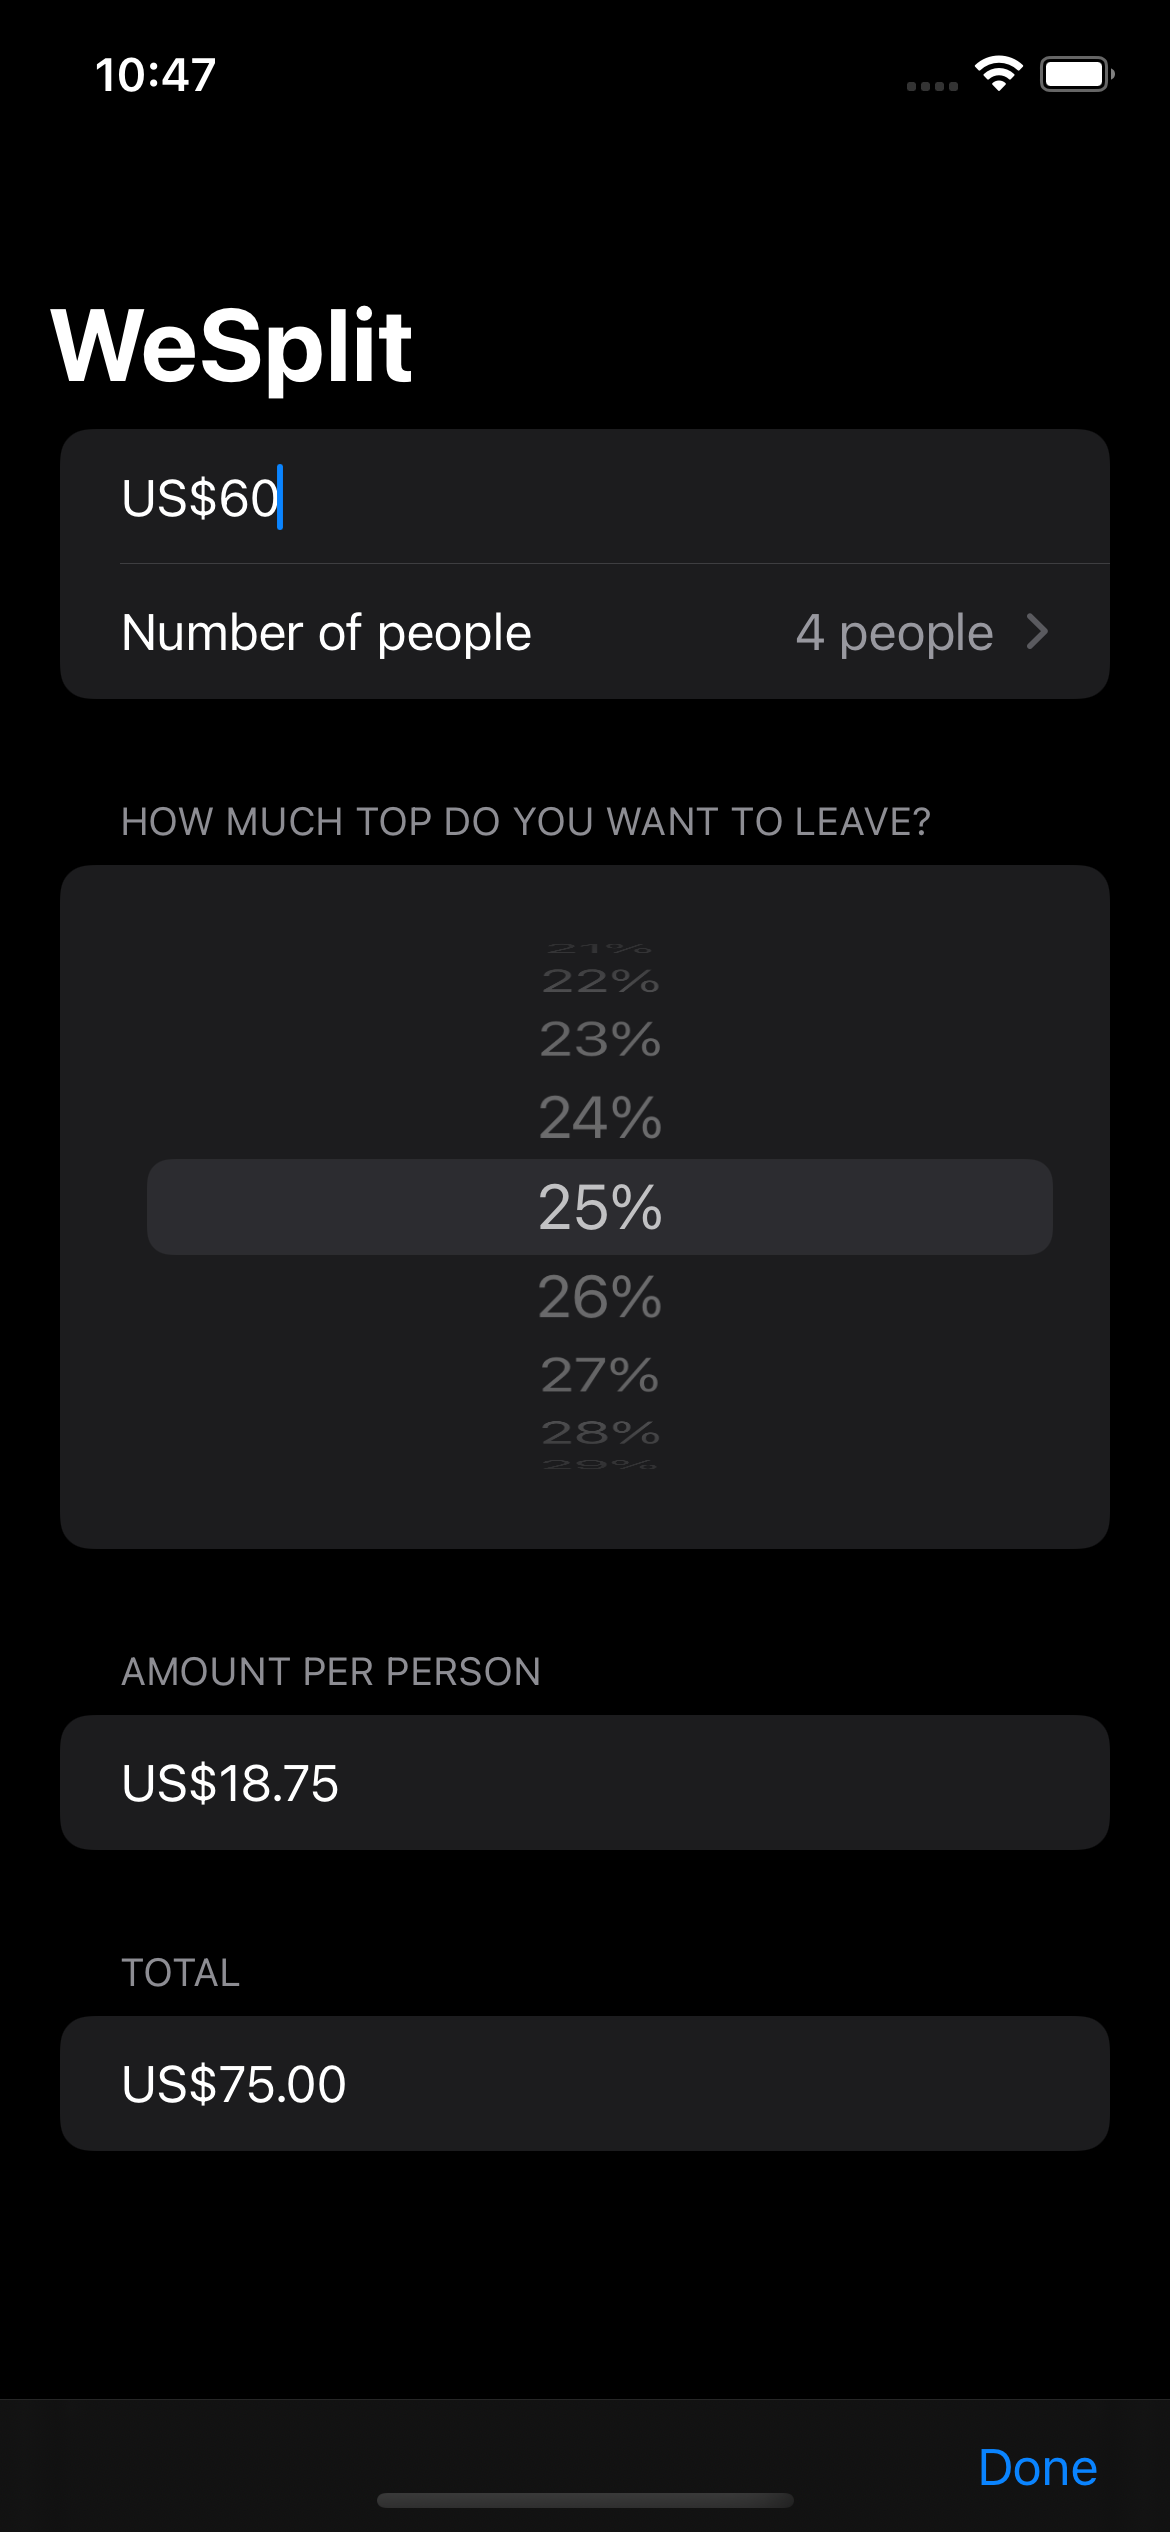 10:47
WeSplit
US$60
Number of people 4 people
HOW MUCH TOP DO YOU WANT TO LEAVE?
21%
22%
23%
24%
25%
26%
27%
28%
29%
AMOUNT PER PERSON
US$18.75
TOTAL
US$75.00
Done